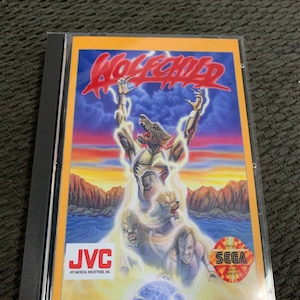 WOLFCHILD
JVC
JVC MUSICAL INDUSTRIES, INC.
SEGA